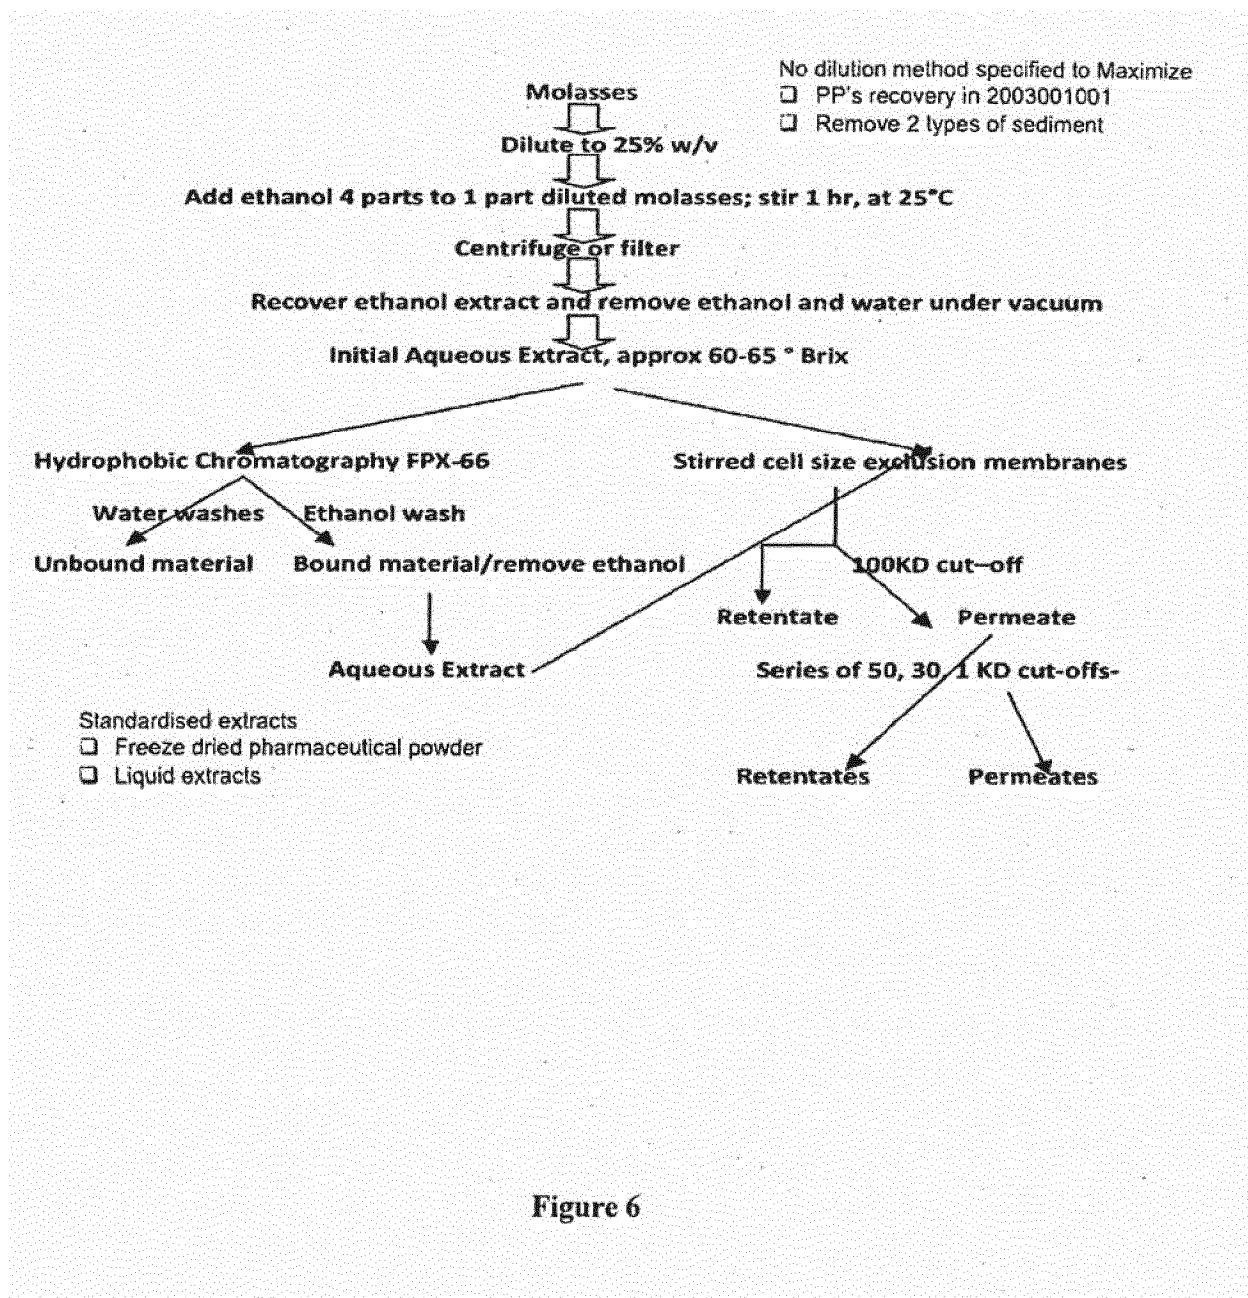 No dilution method specified to Maximize
❑ PP's recovery in 2003001001
❑ Remove 2 types of sediment
Molasses
Dilute to 25% w/v
Add ethanol 4 parts to 1 part diluted molasses; stir 1 hr, at 25°C
Centrifuge or filter
Recover ethanol extract and remove ethanol and water under vacuum
Initial Aqueous Extract, approx 60-65 ° Brix
Hydrophobic Chromatography FPX-66
Stirred cell size exclusion membranes
Water washes
Ethanol wash
Unbound material
Bound material/remove ethanol
100KD cut–off
Retentate
Permeate
Aqueous Extract
Series of 50, 30, 1 KD cut-offs-
Standardised extracts
❑ Freeze dried pharmaceutical powder
❑ Liquid extracts
Retentates
Permeates
Figure 6